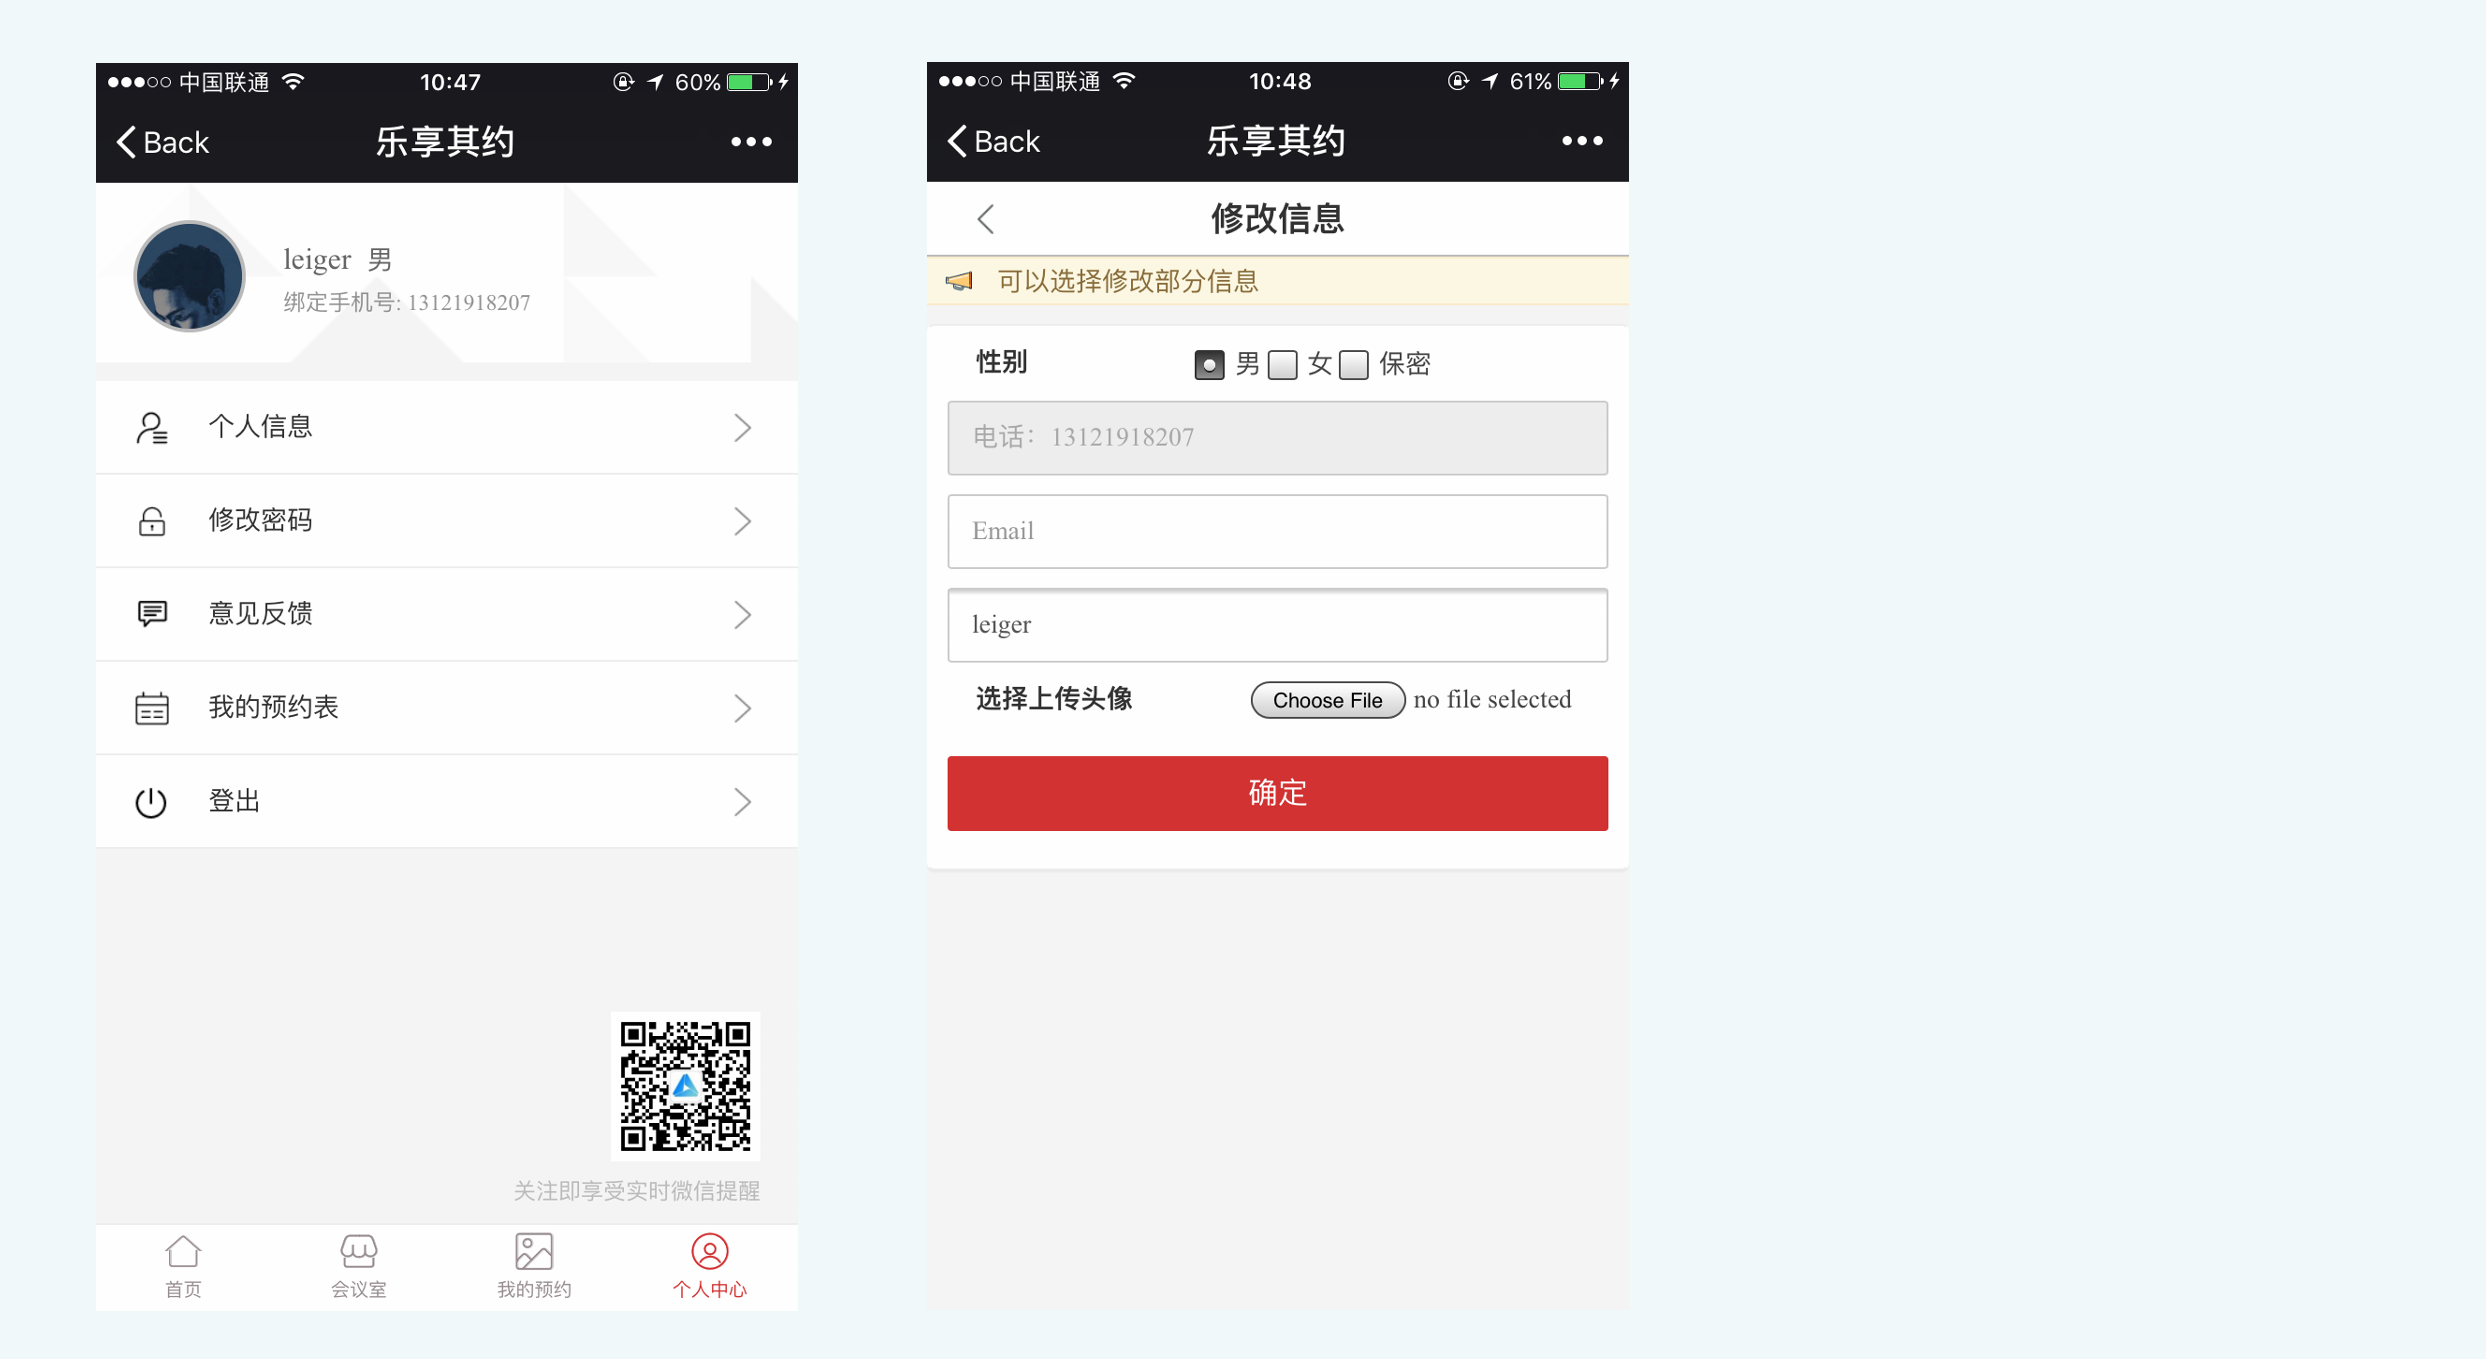 中国联通 10:47 60%
Back 乐享其约
leiger 男
绑定手机号: 13121918207
个人信息
修改密码
意见反馈
我的预约表
登出
关注即享受实时微信提醒
首页 会议室 我的预约 个人中心
中国联通 10:48 61%
Back 乐享其约
修改信息
可以选择修改部分信息
性别 男 女 保密
电话: 13121918207
Email
leiger
选择上传头像 Choose File no file selected
确定